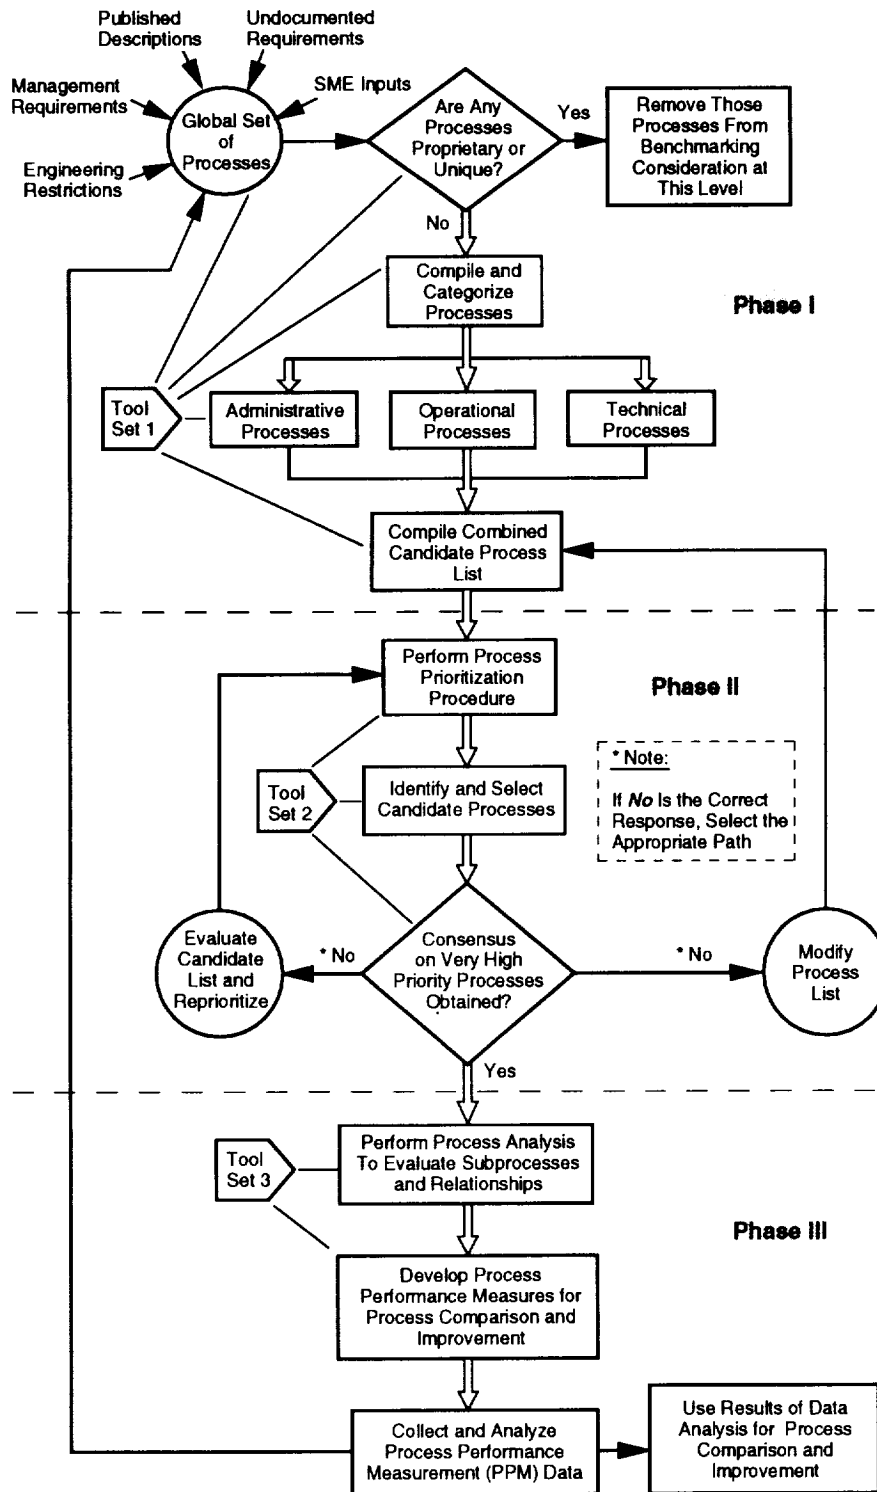 Published
Descriptions
Undocumented
Requirements
Management
Requirements
SME Inputs
Engineering
Restrictions
Global Set
of
Processes
Are Any
Processes
Proprietary or
Unique?
Yes
Remove Those
Processes From
Benchmarking
Consideration at
This Level
No
Compile and
Categorize
Processes
Phase I
Tool
Set 1
Administrative
Processes
Operational
Processes
Technical
Processes
Compile Combined
Candidate Process
List
Perform Process
Prioritization
Procedure
Phase II
Tool
Set 2
Identify and Select
Candidate Processes
* Note:
If No Is the Correct
Response, Select the
Appropriate Path
Evaluate
Candidate
List and
Reprioritize
* No
Consensus
on Very High
Priority Processes
Obtained?
* No
Modify
Process
List
Yes
Tool
Set 3
Perform Process Analysis
To Evaluate Subprocesses
and Relationships
Phase III
Develop Process
Performance Measures for
Process Comparison and
Improvement
Collect and Analyze
Process Performance
Measurement (PPM) Data
Use Results of Data
Analysis for Process
Comparison and
Improvement